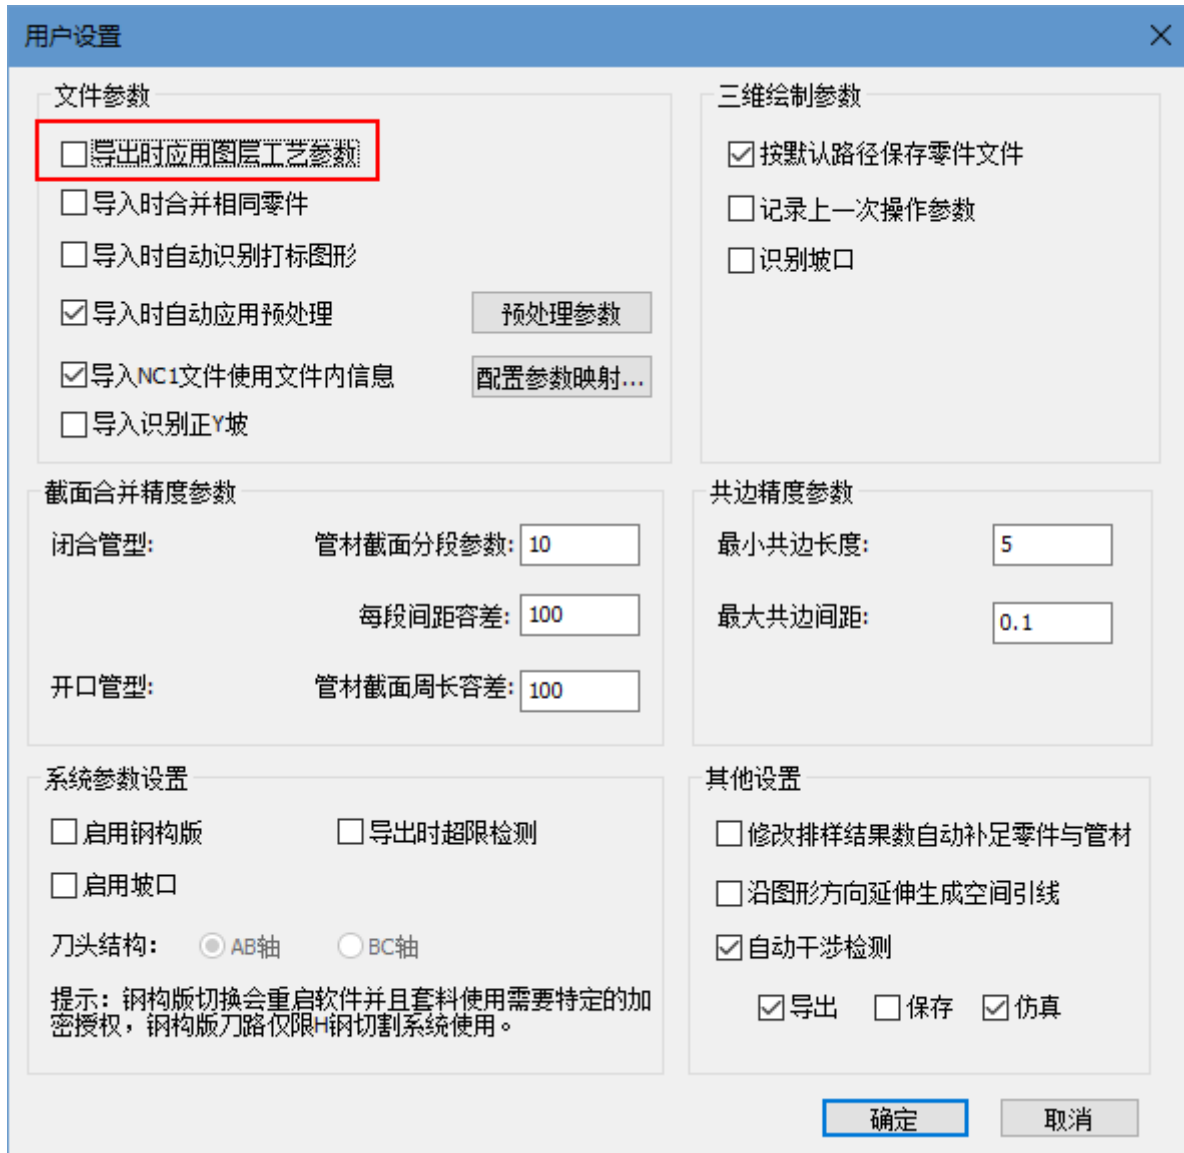 用户设置
文件参数
导出时应用图层工艺参数
导入时合并相同零件
导入时自动识别打标图形
导入时自动应用预处理
预处理参数
导入NC1文件使用文件内信息
配置参数映射...
导入识别正Y坡
三维绘制参数
按默认路径保存零件文件
记录上一次操作参数
识别坡口
截面合并精度参数
闭合管型: 管材截面分段参数: 10
每段间距容差: 100
开口管型: 管材截面周长容差: 100
共边精度参数
最小共边长度: 5
最大共边间距: 0.1
系统参数设置
启用钢构版 导出时超限检测
启用坡口
刀头结构: AB轴 BC轴
提示: 钢构版切换会重启软件并且套料使用需要特定的加
密授权，钢构版刀路仅限H钢切割系统使用。
其他设置
修改排样结果数自动补足零件与管材
沿图形方向延伸生成空间引线
自动干涉检测
导出 保存 仿真
确定 取消